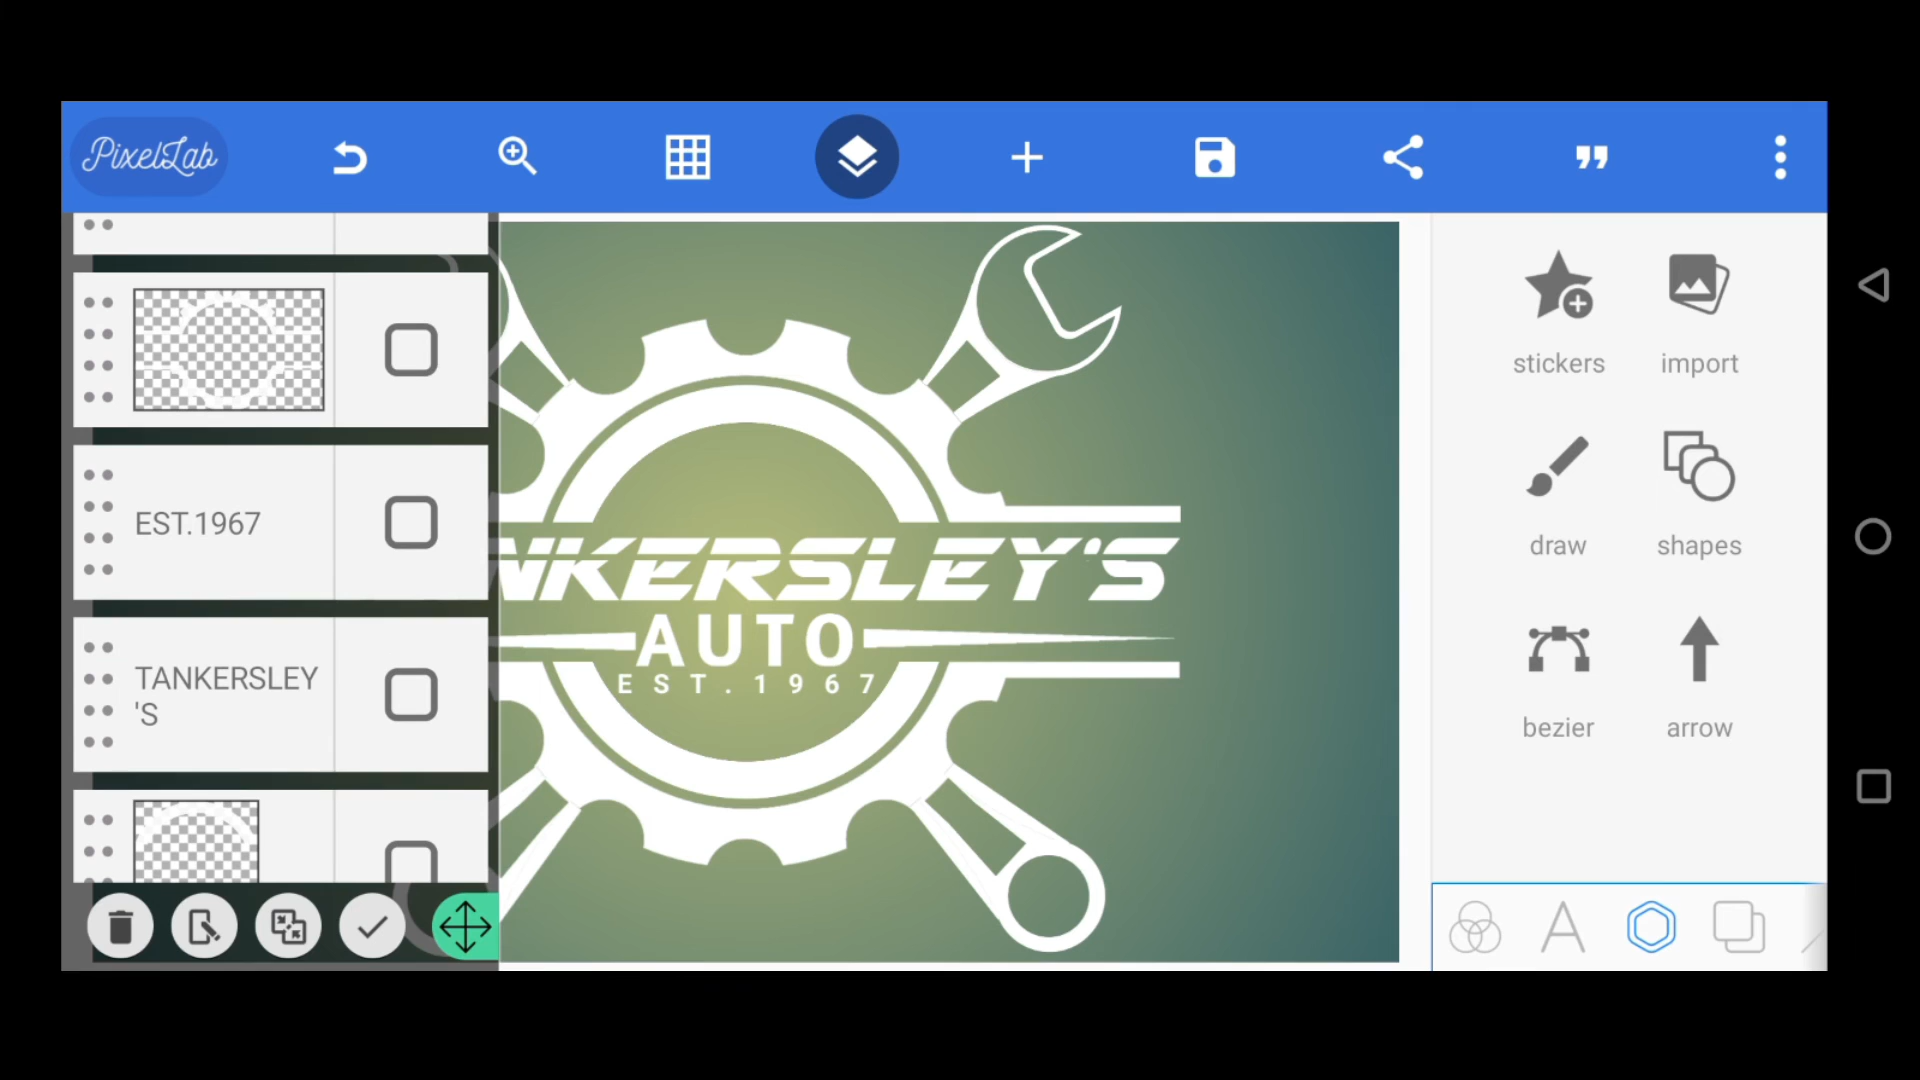 PixelLab
EST.1967
TANKERSLEY
'S
NKERSLEY'S
AUTO
EST.1967
stickers
import
draw
shapes
bezier
arrow